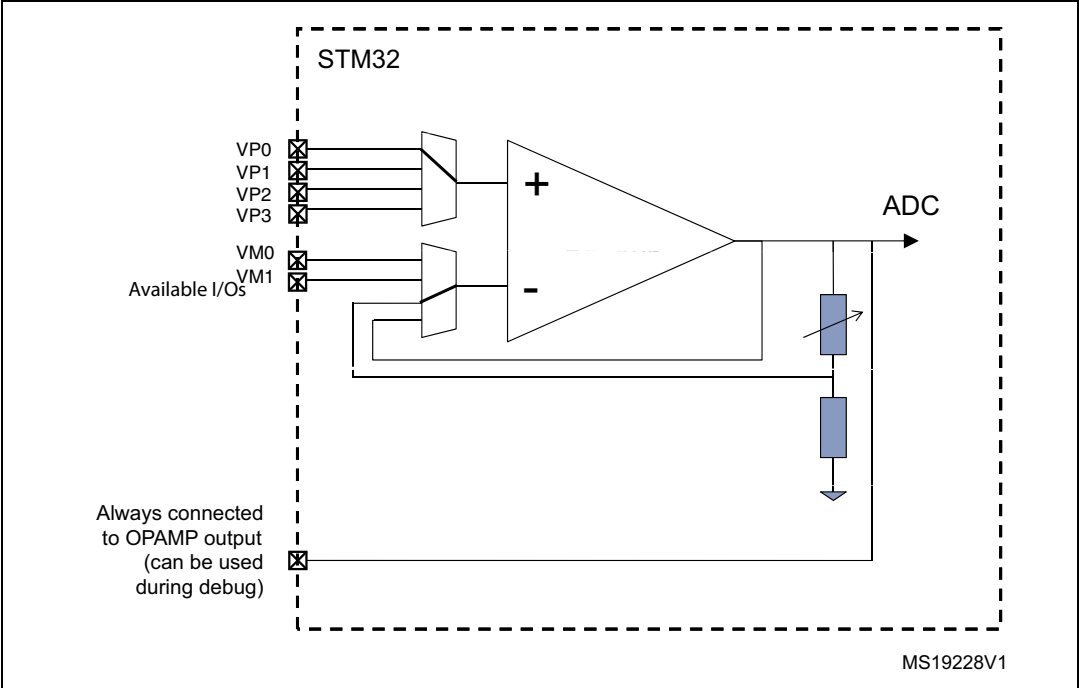 STM32
VP0
VP1
VP2
VP3
VM0
VM1
Available I/Os
+
-
ADC
Always connected
to OPAMP output
(can be used
during debug)
MS19228V1